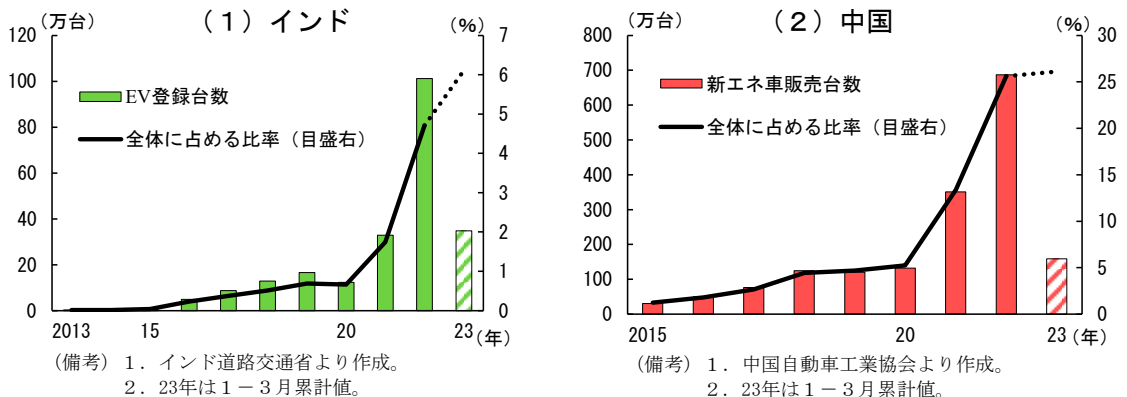 (万台)
(1)インド
(%)
120
100
80
60
40
20
0
7
6
5
4
3
2
1
0
EV登録台数
全体に占める比率(目盛右)
2013
15
20
23
(年)
(備考) 1.インド道路交通省より作成。
2.23年は1-3月累計値。
(万台)
(2)中国
(%)
800
700
600
500
400
300
200
100
0
30
25
20
15
10
5
0
新エネ車販売台数
全体に占める比率(目盛右)
2015
20
23
(年)
(備考) 1.中国自動車工業協会より作成。
2.23年は1-3月累計値。